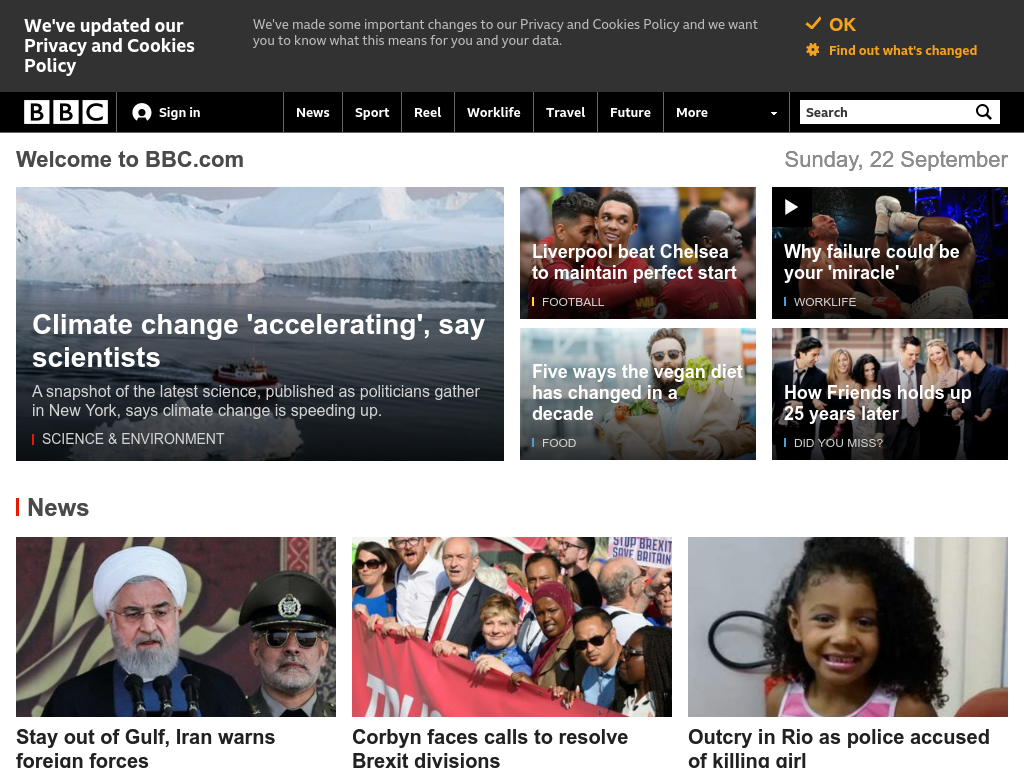 We've updated our
Privacy and Cookies
Policy
We've made some important changes to our Privacy and Cookies Policy and we want
you to know what this means for you and your data.
OK
Find out what's changed
BBC
Sign in
News
Sport
Reel
Worklife
Travel
Future
More
Search
Welcome to BBC.com
Sunday, 22 September
Climate change 'accelerating', say
scientists
A snapshot of the latest science, published as politicians gather
in New York, says climate change is speeding up.
SCIENCE & ENVIRONMENT
Liverpool beat Chelsea
to maintain perfect start
FOOTBALL
Why failure could be
your 'miracle'
WORKLIFE
Five ways the vegan diet
has changed in a
decade
FOOD
How Friends holds up
25 years later
DID YOU MISS?
News
STOP BREXIT
SAVE BRITAIN
Stay out of Gulf, Iran warns
foreign forces
Corbyn faces calls to resolve
Brexit divisions
Outcry in Rio as police accused
of killing girl